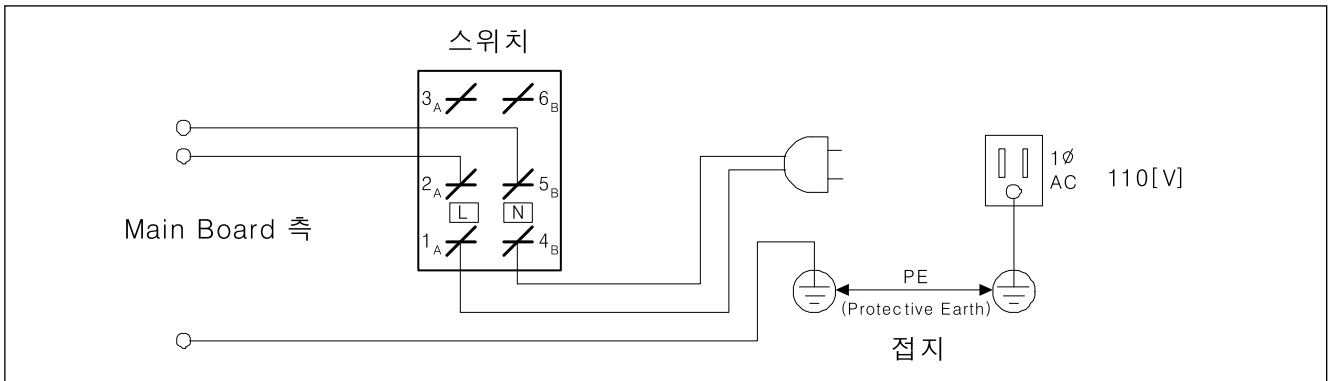 스위치
3A 6B
2A 5B
L N
1A 4B
Main Board 측
1Ø
AC 110[V]
PE
(Protective Earth)
접지